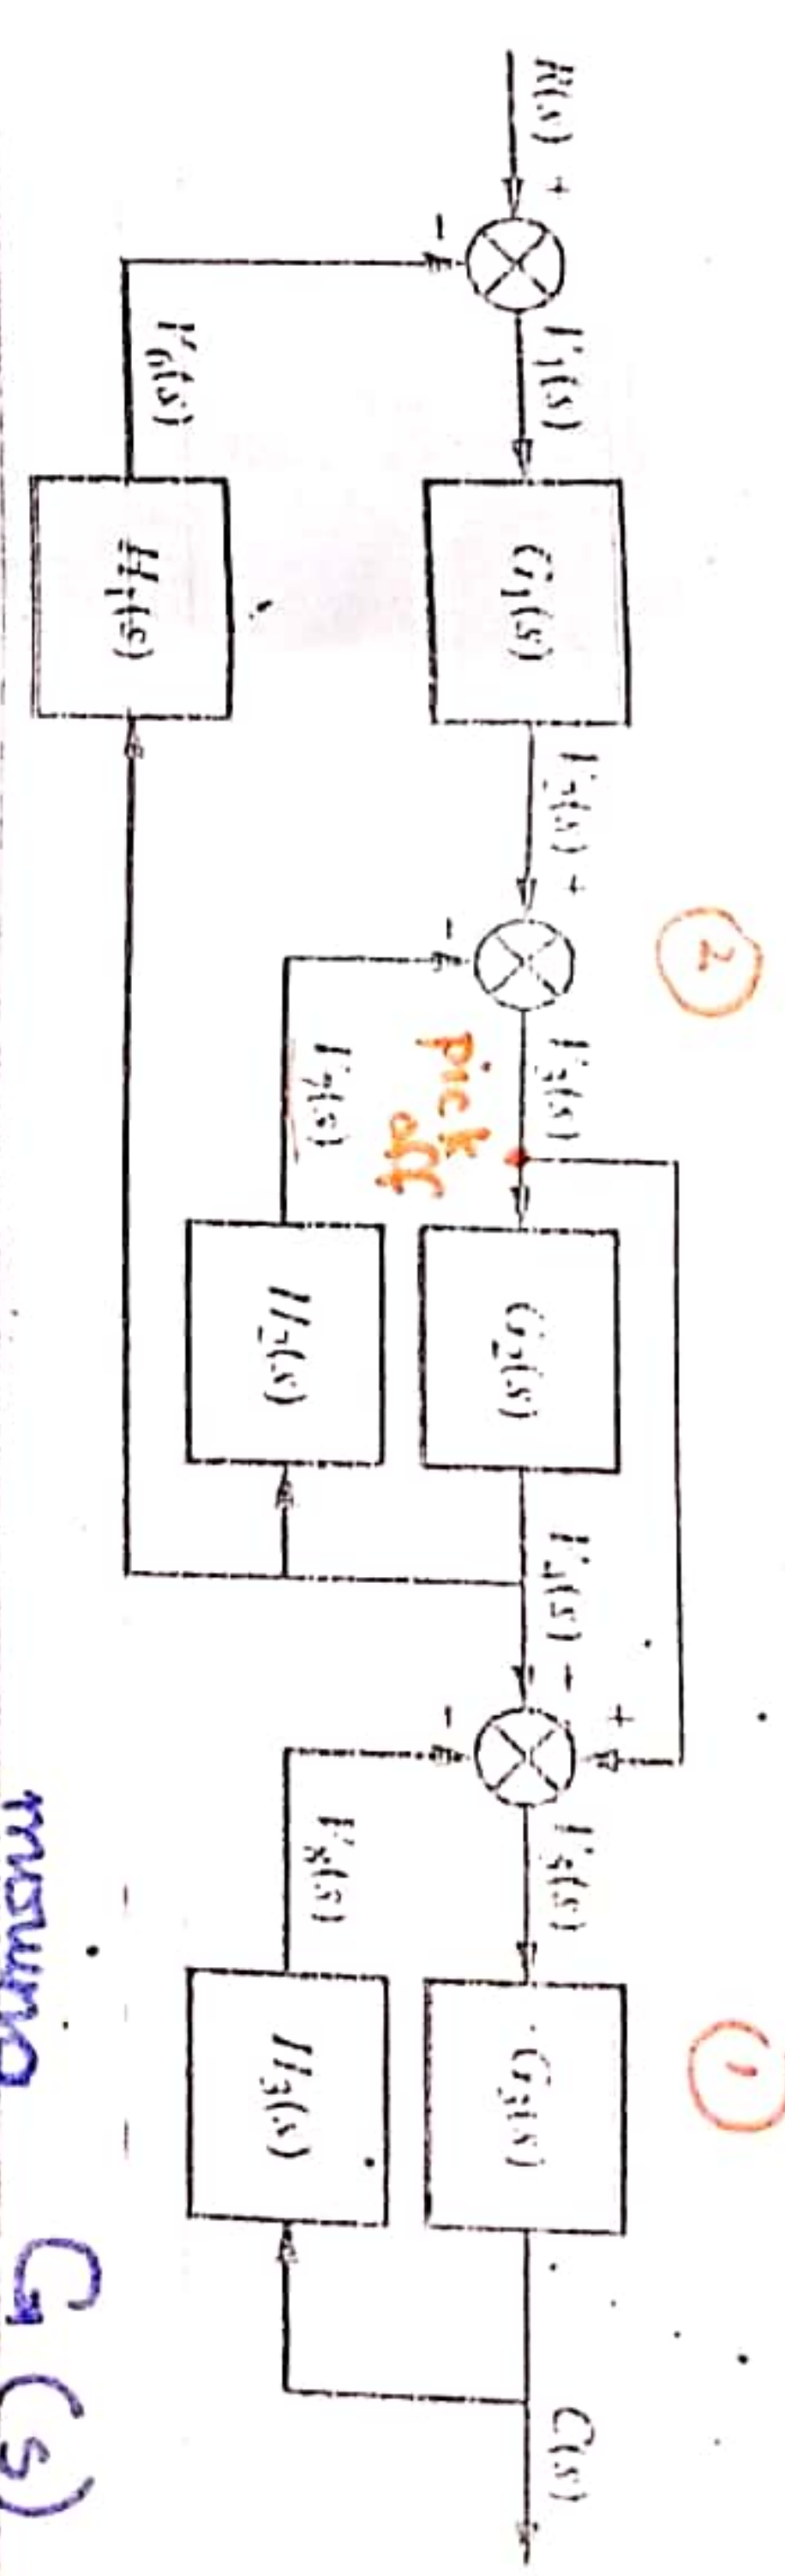 R(s) +
-
V₁(s)
G₁(s)
V₂(s) +
-
V₃(s)
G₂(s)
V₄(s) -
+
-
V₅(s)
G₃(s)
C(s)
V₆(s)
H₁(s)
V₇(s)
H₂(s)
V₈(s)
H₃(s)
pick
off
2
1
G(s)